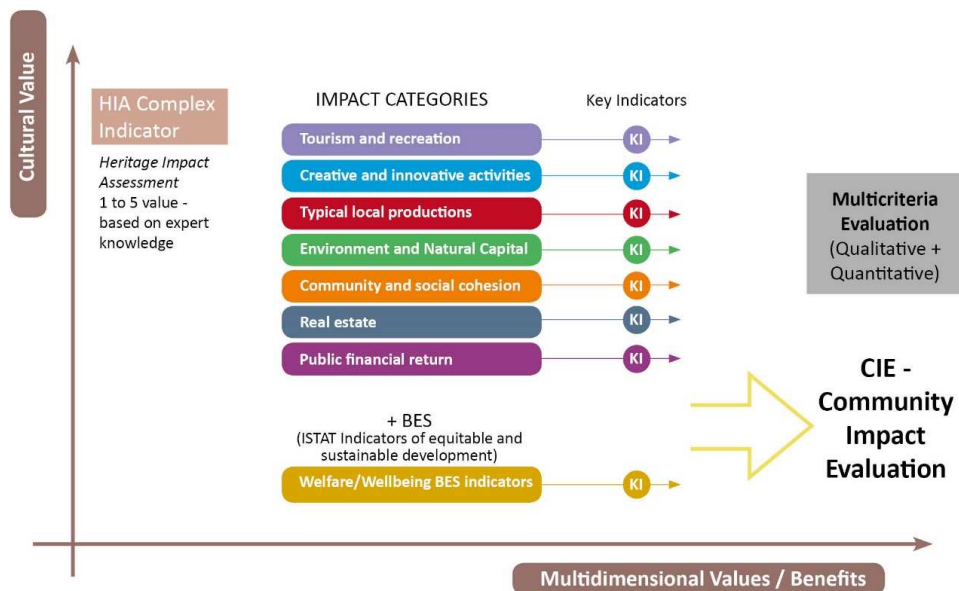 Cultural Value
HIA Complex
Indicator
Heritage Impact
Assessment
1 to 5 value -
based on expert
knowledge
IMPACT CATEGORIES
Key Indicators
Tourism and recreation
KI
Creative and innovative activities
KI
Typical local productions
KI
Environment and Natural Capital
KI
Community and social cohesion
KI
Real estate
KI
Public financial return
KI
+ BES
(ISTAT Indicators of equitable and
sustainable development)
Welfare/Wellbeing BES indicators
KI
Multicriteria
Evaluation
(Qualitative +
Quantitative)
CIE -
Community
Impact
Evaluation
Multidimensional Values / Benefits